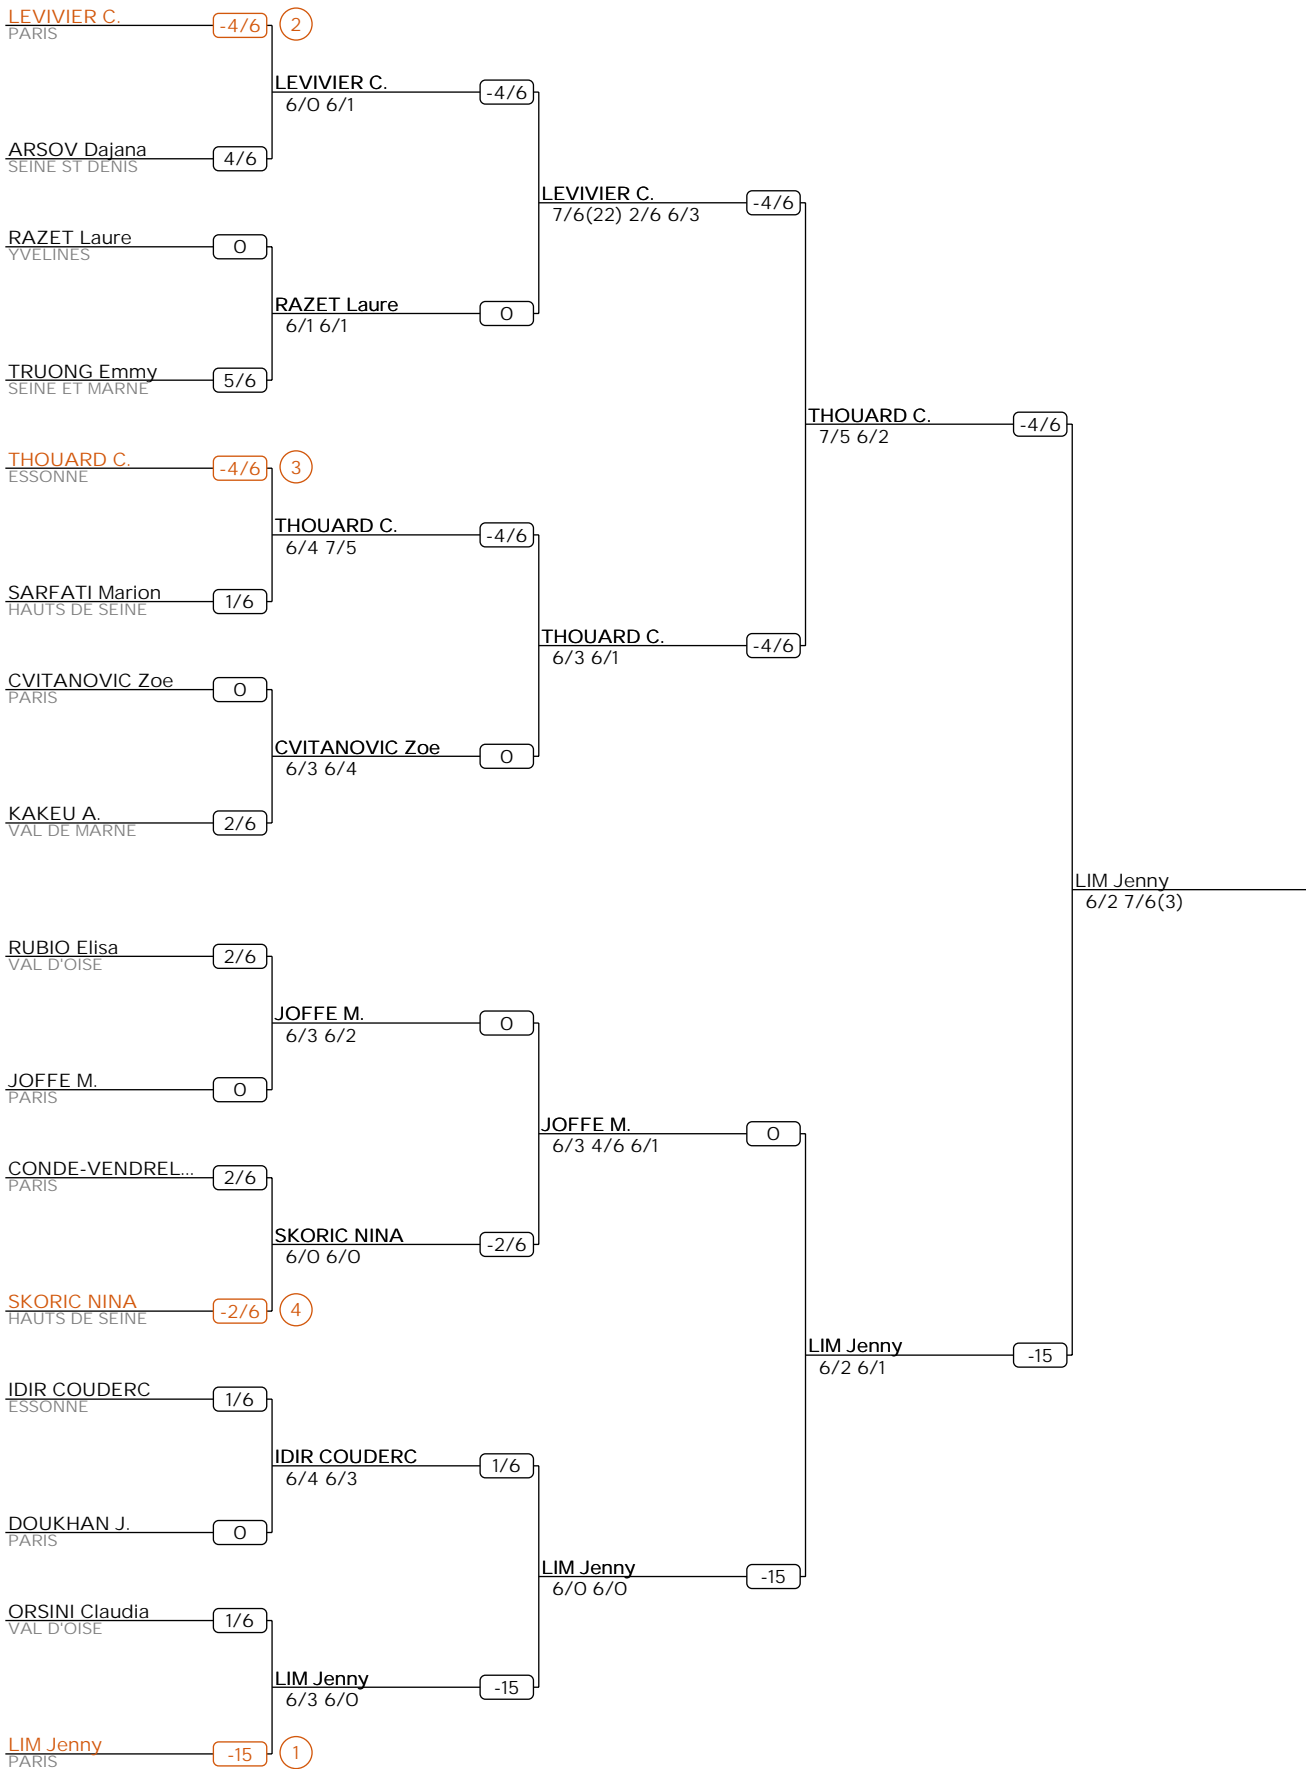 LEVIVIER C.
PARIS
-4/6
2
LEVIVIER C.
6/0 6/1
-4/6
ARSOV Dajana
SEINE ST DENIS
4/6
LEVIVIER C.
7/6(22) 2/6 6/3
-4/6
RAZET Laure
YVELINES
0
RAZET Laure
6/1 6/1
0
TRUONG Emmy
SEINE ET MARNE
5/6
THOUARD C.
7/5 6/2
-4/6
THOUARD C.
ESSONNE
-4/6
3
THOUARD C.
6/4 7/5
-4/6
SARFATI Marion
HAUTS DE SEINE
1/6
THOUARD C.
6/3 6/1
-4/6
CVITANOVIC Zoe
PARIS
0
CVITANOVIC Zoe
6/3 6/4
0
KAKEU A.
VAL DE MARNE
2/6
LIM Jenny
6/2 7/6(3)
RUBIO Elisa
VAL D'OISE
2/6
JOFFE M.
6/3 6/2
0
JOFFE M.
PARIS
0
JOFFE M.
6/3 4/6 6/1
0
CONDE-VENDREL...
PARIS
2/6
SKORIC NINA
6/0 6/0
-2/6
SKORIC NINA
HAUTS DE SEINE
-2/6
4
LIM Jenny
6/2 6/1
-15
IDIR COUDERC
ESSONNE
1/6
IDIR COUDERC
6/4 6/3
1/6
DOUKHAN J.
PARIS
0
LIM Jenny
6/0 6/0
-15
ORSINI Claudia
VAL D'OISE
1/6
LIM Jenny
6/3 6/0
-15
LIM Jenny
PARIS
-15
1